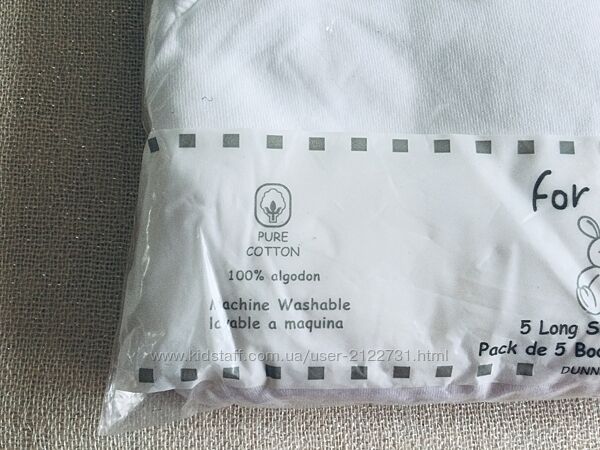 for
PURE
COTTON
100% algodon
Machine Washable
lavable a maquina
5 Long S
Pack de 5 Boo
DUNN
www.kidstaff.com.ua/user-2122731.html